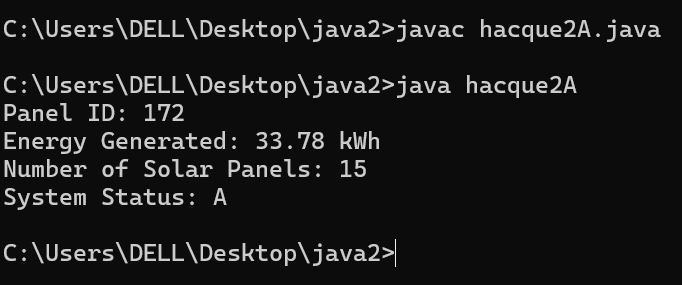 C:\Users\DELL\Desktop\java2>javac hacque2A.java
C:\Users\DELL\Desktop\java2>java hacque2A
Panel ID: 172
Energy Generated: 33.78 kWh
Number of Solar Panels: 15
System Status: A
C:\Users\DELL\Desktop\java2>